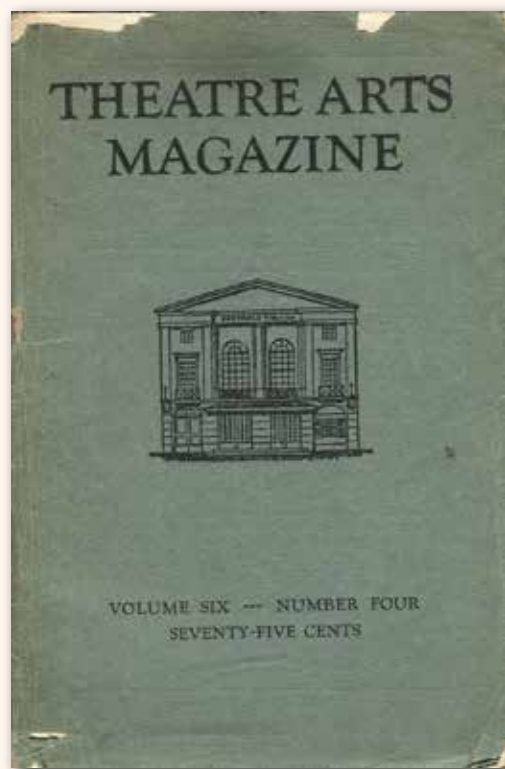 THEATRE ARTS
MAGAZINE
VOLUME SIX --- NUMBER FOUR
SEVENTY-FIVE CENTS